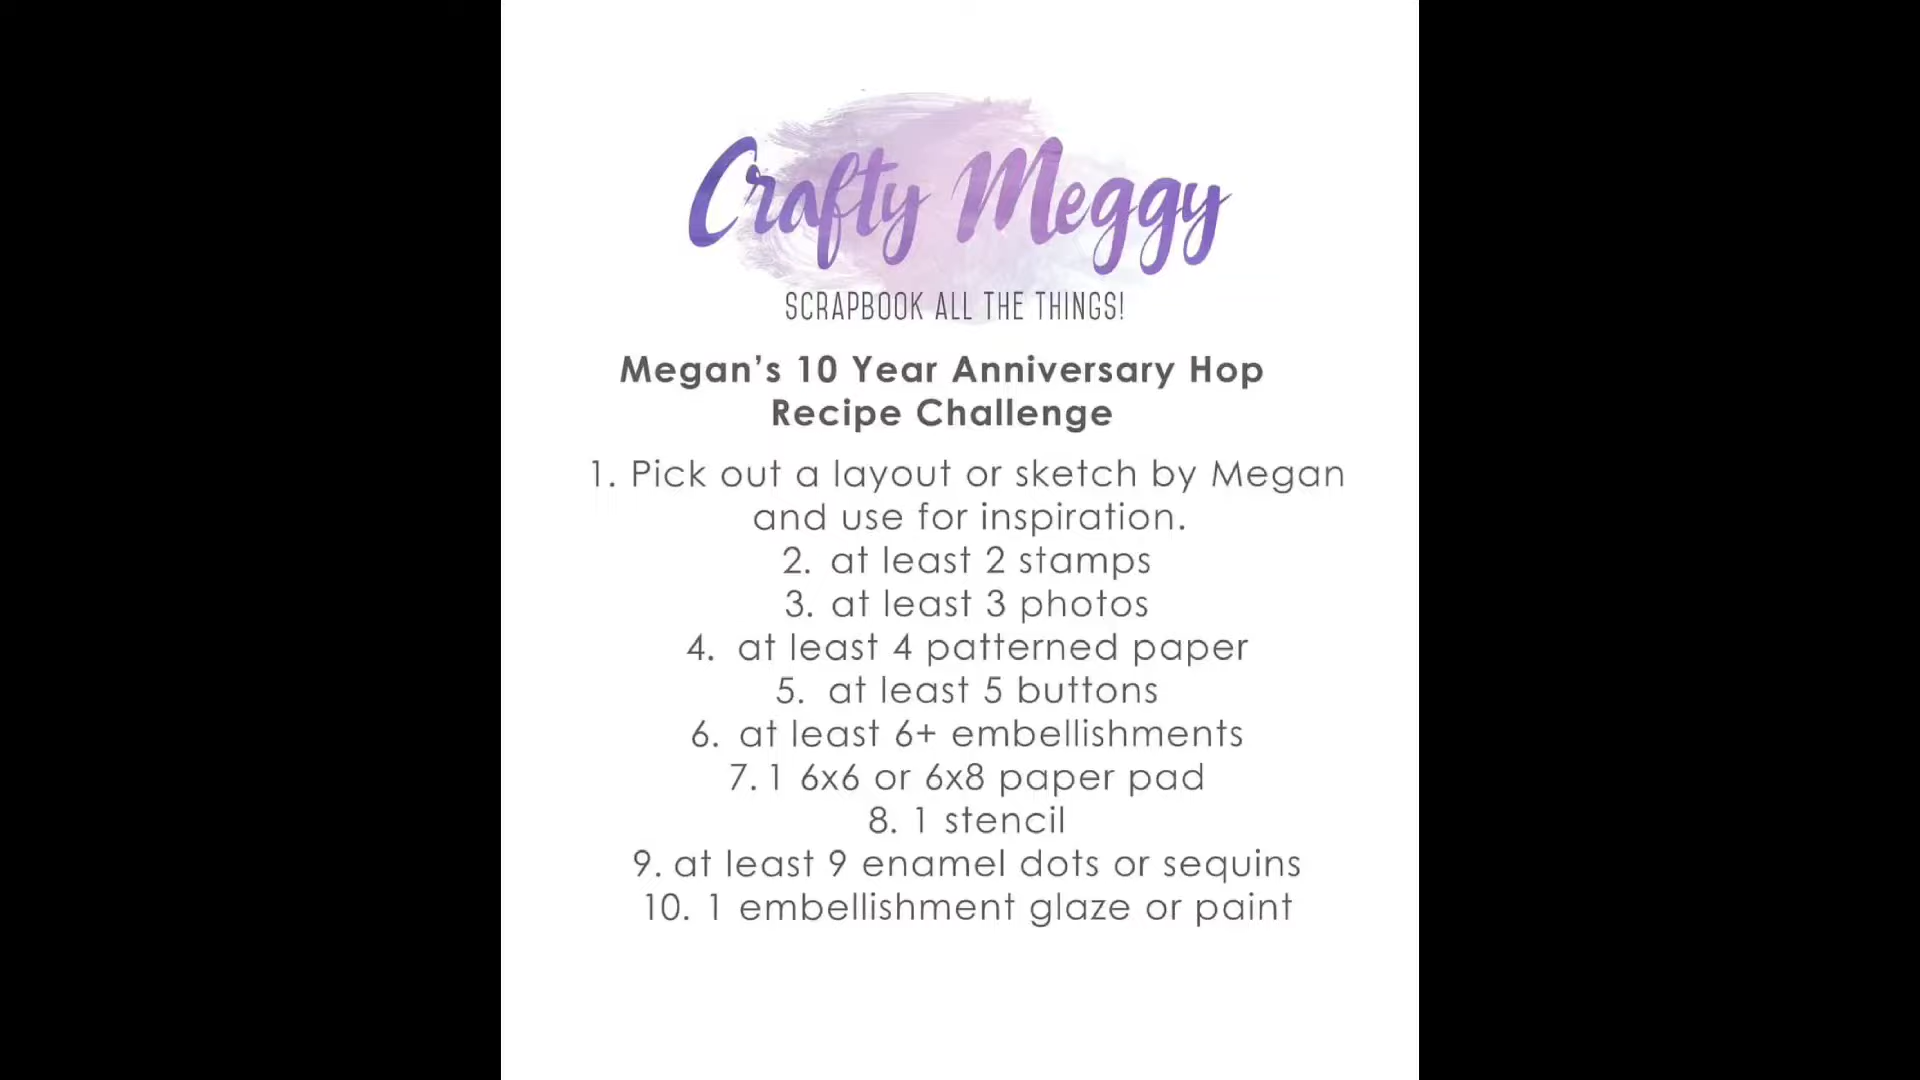 Crafty Meggy
SCRAPBOOK ALL THE THINGS!
Megan's 10 Year Anniversary Hop
Recipe Challenge
1. Pick out a layout or sketch by Megan
and use for inspiration.
2. at least 2 stamps
3. at least 3 photos
4. at least 4 patterned paper
5. at least 5 buttons
6. at least 6+ embellishments
7. 1 6x6 or 6x8 paper pad
8. 1 stencil
9. at least 9 enamel dots or sequins
10. 1 embellishment glaze or paint